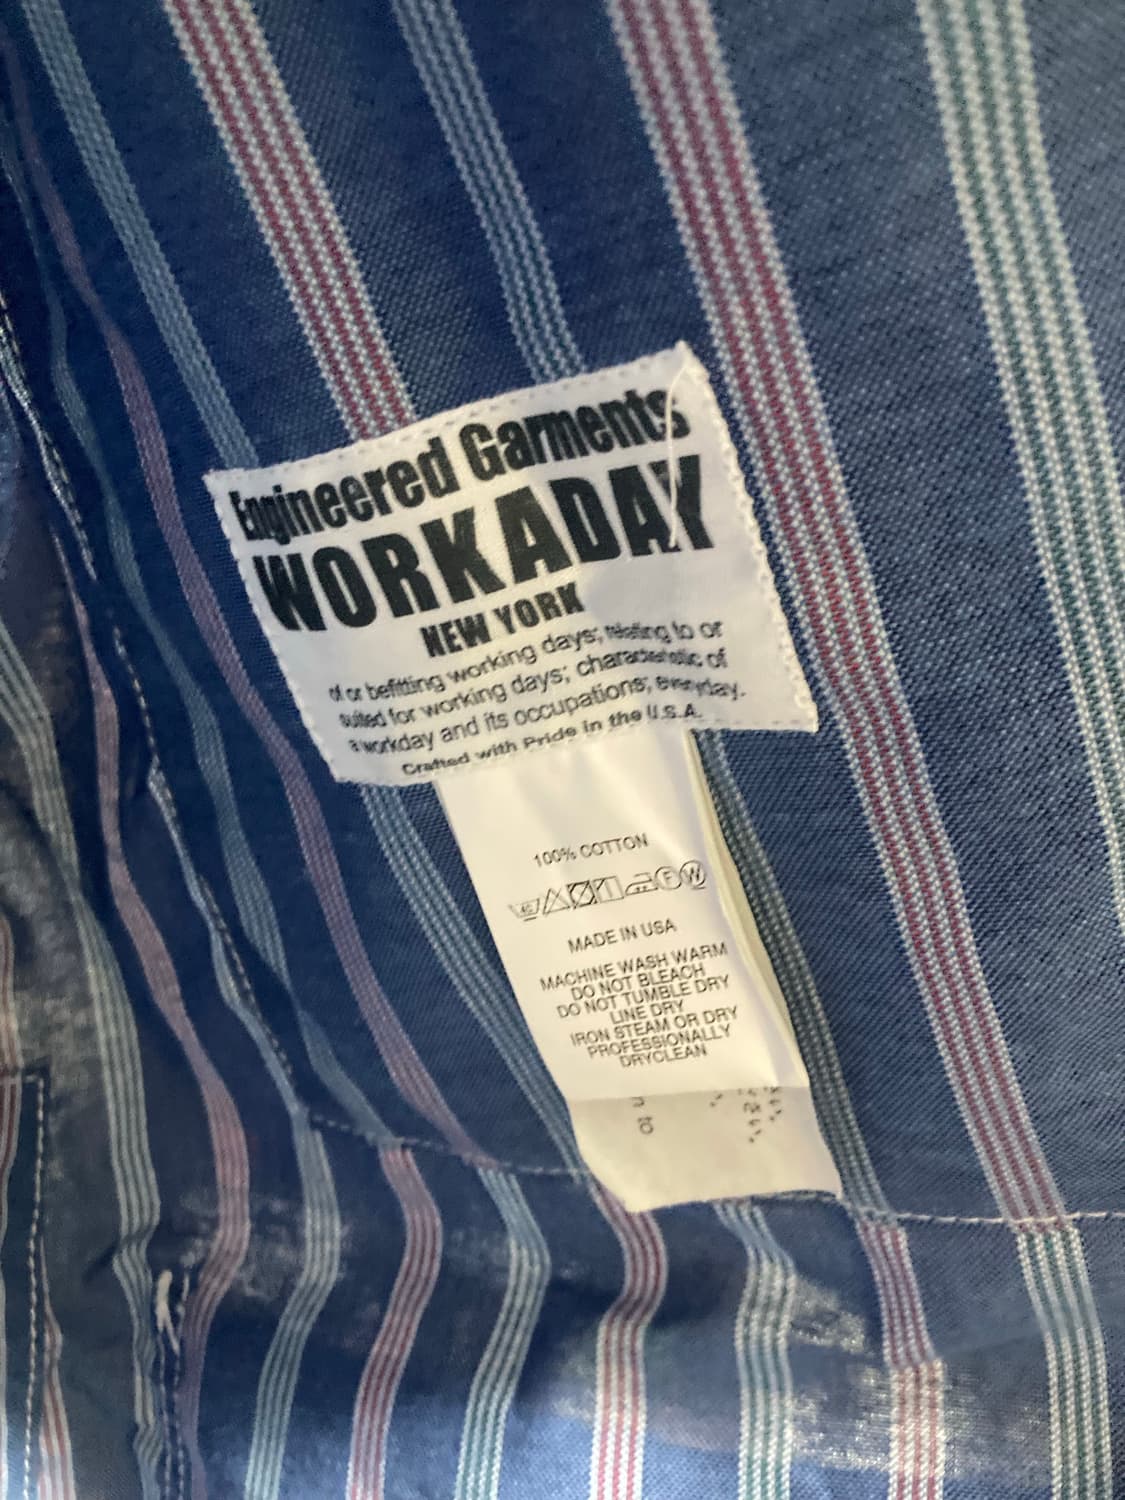 Engineered Garments
WORKADAY
NEW YORK
of or befitting working days; relating to or
suited for working days; characteristic of
a workday and its occupations; everyday.
Crafted with Pride in the U.S.A.
100% COTTON
40 F W
MADE IN USA
MACHINE WASH WARM
DO NOT BLEACH
DO NOT TUMBLE DRY
LINE DRY
IRON STEAM OR DRY
PROFESSIONALLY
DRYCLEAN